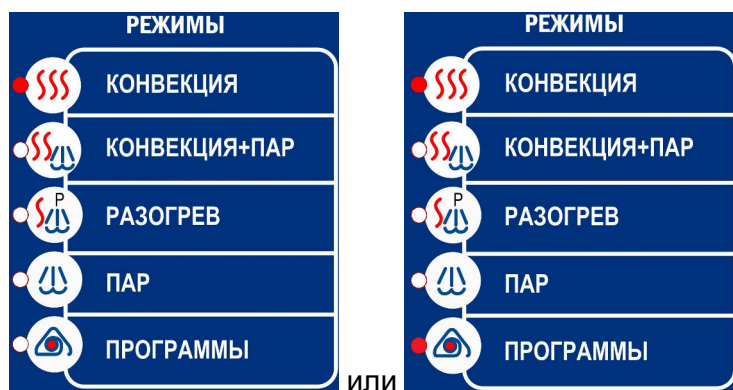 РЕЖИМЫ
КОНВЕКЦИЯ
КОНВЕКЦИЯ+ПАР
P
РАЗОГРЕВ
ПАР
ПРОГРАММЫ
или
РЕЖИМЫ
КОНВЕКЦИЯ
КОНВЕКЦИЯ+ПАР
P
РАЗОГРЕВ
ПАР
ПРОГРАММЫ